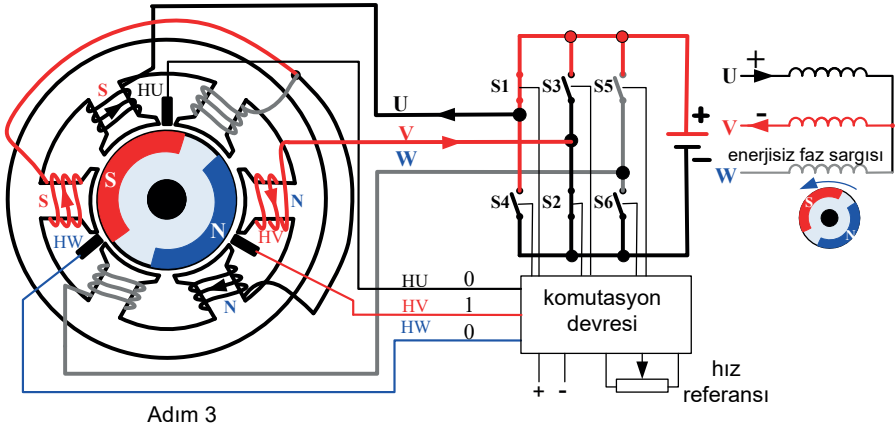 S
HU
S
N
S
N
HV
HW
N
U
V
W
S1
S3
S5
S4
S2
S6
+
-
HU 0
HV 1
HW 0
komutasyon
devresi
+ -
hız
referansı
U +
V -
enerjisiz faz sargısı
W
S
N
Adım 3